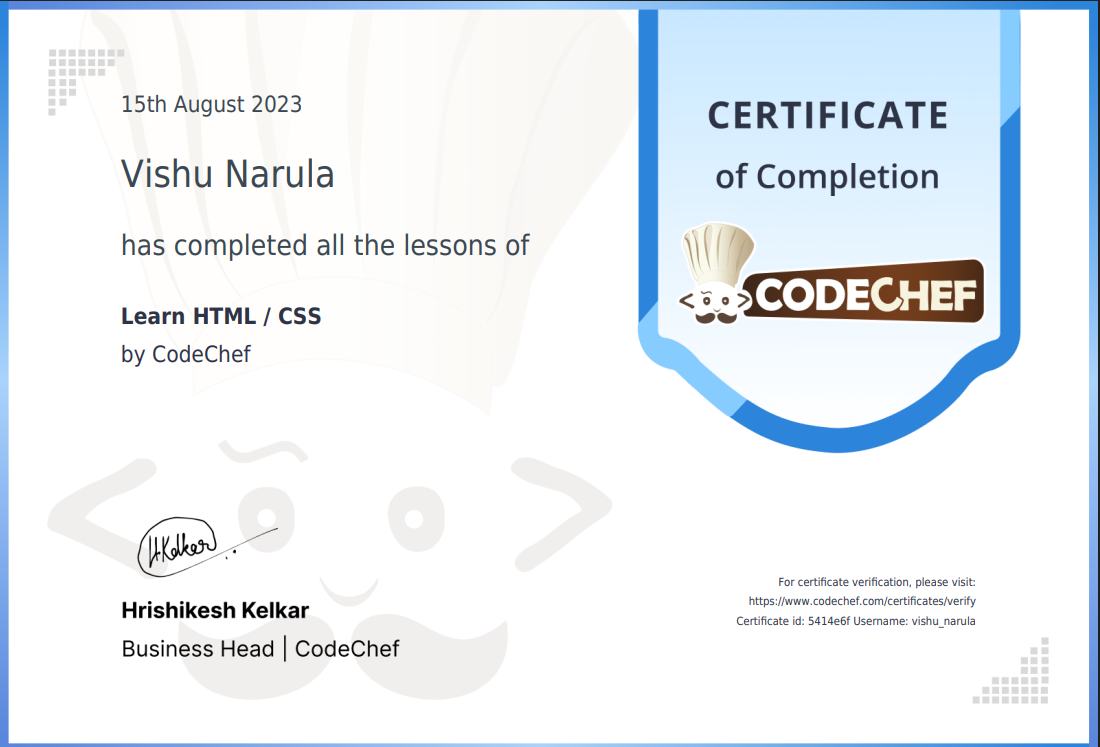 15th August 2023
Vishu Narula
has completed all the lessons of
Learn HTML / CSS
by CodeChef
CERTIFICATE
of Completion
CODECHEF
HKelkar
Hrishikesh Kelkar
Business Head | CodeChef
For certificate verification, please visit:
https://www.codechef.com/certificates/verify
Certificate id: 5414e6f Username: vishu_narula